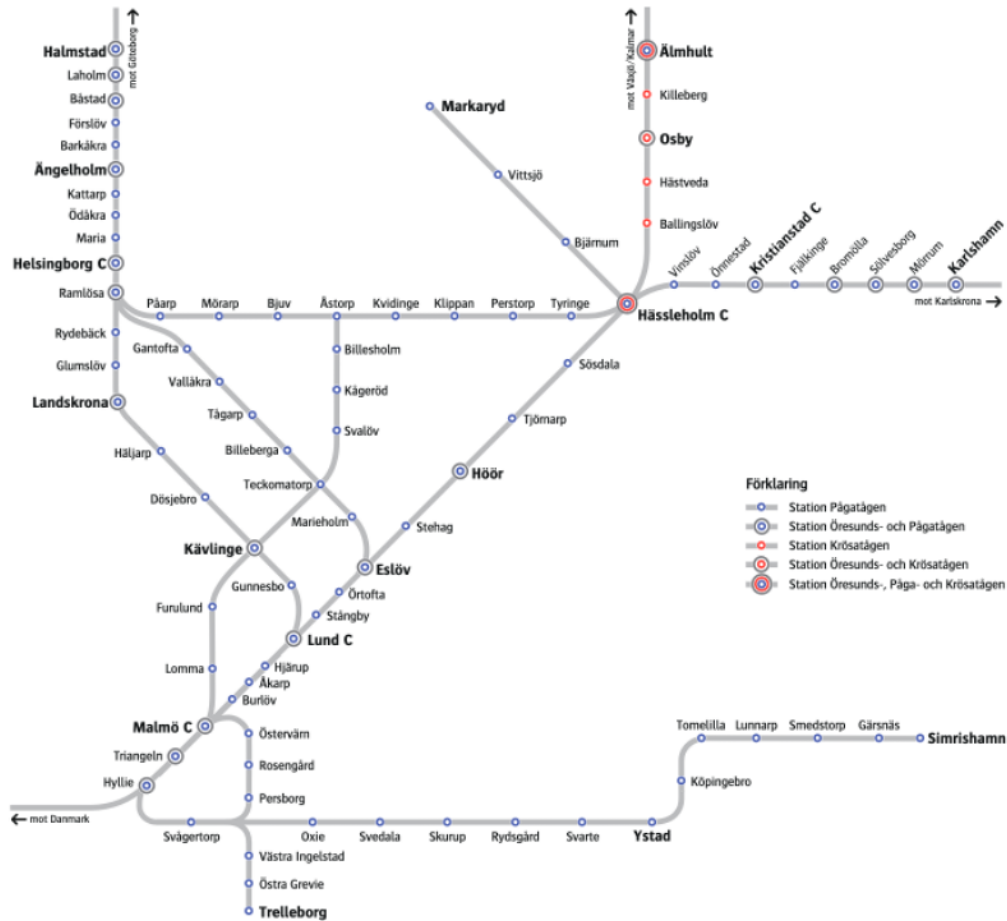 Halmstad
Laholm
Båstad
Förslöv
Barkåkra
Ängelholm
Kattarp
Ödåkra
Maria
Helsingborg C
Ramlösa
Rydebäck
Glumslöv
Landskrona
Häljarp
Dösjebro
Kävlinge
Furulund
Lomma
Malmö C
Triangeln
Hyllie
mot Danmark
mot Göteborg
Påarp
Mörarp
Bjuv
Åstorp
Kvidinge
Klippan
Perstorp
Tyringe
Hässleholm C
Gantofta
Vallåkra
Tågarp
Billeberga
Teckomatorp
Marieholm
Billesholm
Kågeröd
Svalöv
Markaryd
Vittsjö
Bjärnum
mot Växjö/Kalmar
Älmhult
Killeberg
Osby
Hästveda
Ballingslöv
Vinslöv
Önnestad
Kristianstad C
Fjälkinge
Bromölla
Sölvesborg
Mörrum
Karlshamn
mot Karlskrona
Sösdala
Tjörnarp
Höör
Stehag
Eslöv
Örtofta
Stångby
Gunnesbo
Lund C
Hjärup
Åkarp
Burlöv
Östervärn
Rosengård
Persborg
Svågertorp
Västra Ingelstad
Östra Grevie
Trelleborg
Oxie
Svedala
Skurup
Rydsgård
Svarte
Ystad
Köpingebro
Tomelilla
Lunnarp
Smedstorp
Gärsnäs
Simrishamn
Förklaring
Station Pågatågen
Station Öresunds- och Pågatågen
Station Krösatågen
Station Öresunds- och Krösatågen
Station Öresunds-, Påga- och Krösatågen